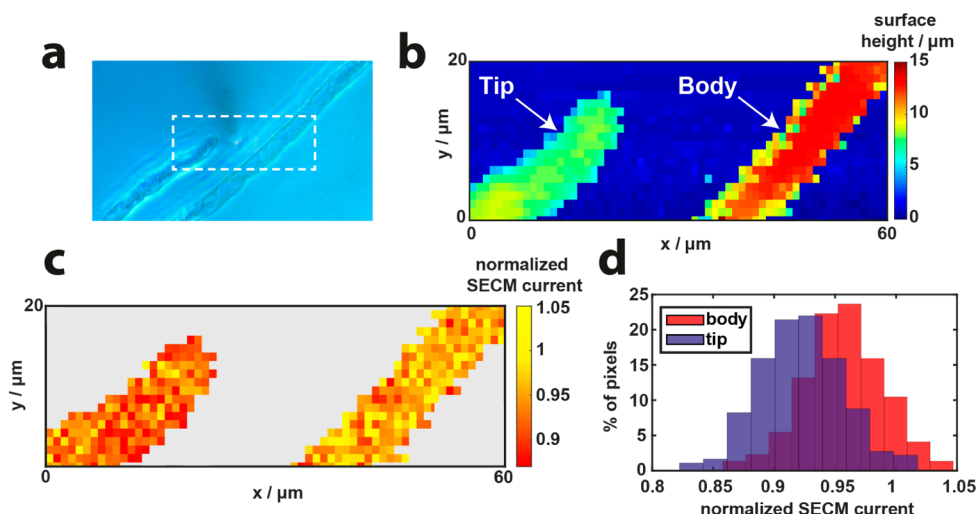 a
b
surface
height / µm
20
15
Tip
Body
10
y / µm
5
0
0
0
x / µm
60
c
normalized
SECM current
d
20
1.05
1
y / µm
0.95
0.9
0
0
x / µm
60
25
body
20
tip
15
% of pixels
10
5
0
0.8
0.85
0.9
0.95
1
1.05
normalized SECM current